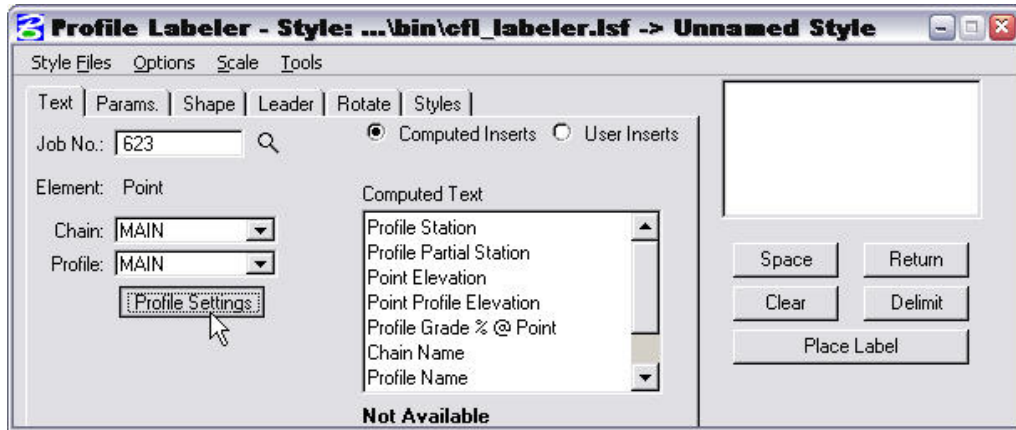 Profile Labeler - Style: ...\bin\cfl_labeler.lsf -> Unnamed Style
Style Files Options Scale Tools
Text Params. Shape Leader Rotate Styles
Job No.: 623
Computed Inserts User Inserts
Element: Point
Chain: MAIN
Profile: MAIN
Profile Settings
Computed Text
Profile Station
Profile Partial Station
Point Elevation
Point Profile Elevation
Profile Grade % @ Point
Chain Name
Profile Name
Not Available
Space Return
Clear Delimit
Place Label